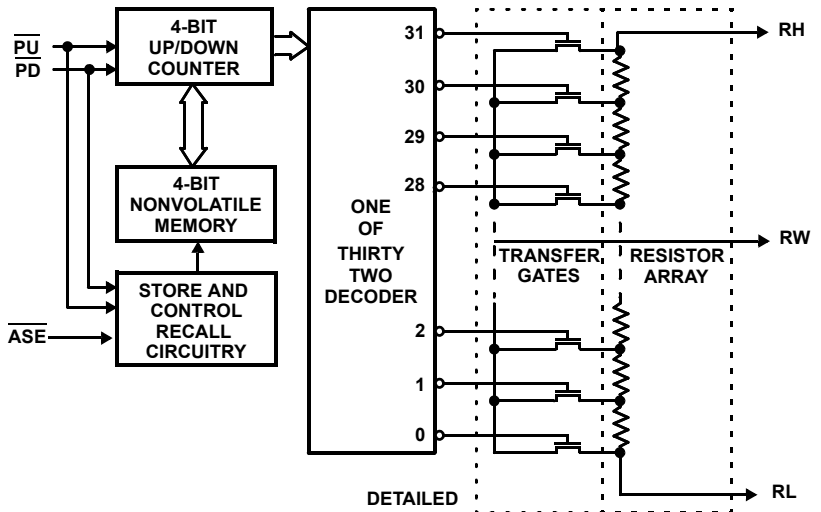 PU
PD
ASE
4-BIT
UP/DOWN
COUNTER
4-BIT
NONVOLATILE
MEMORY
STORE AND
CONTROL
RECALL
CIRCUITRY
ONE
OF
THIRTY
TWO
DECODER
31
30
29
28
2
1
0
TRANSFER
GATES
RESISTOR
ARRAY
RH
RW
RL
DETAILED